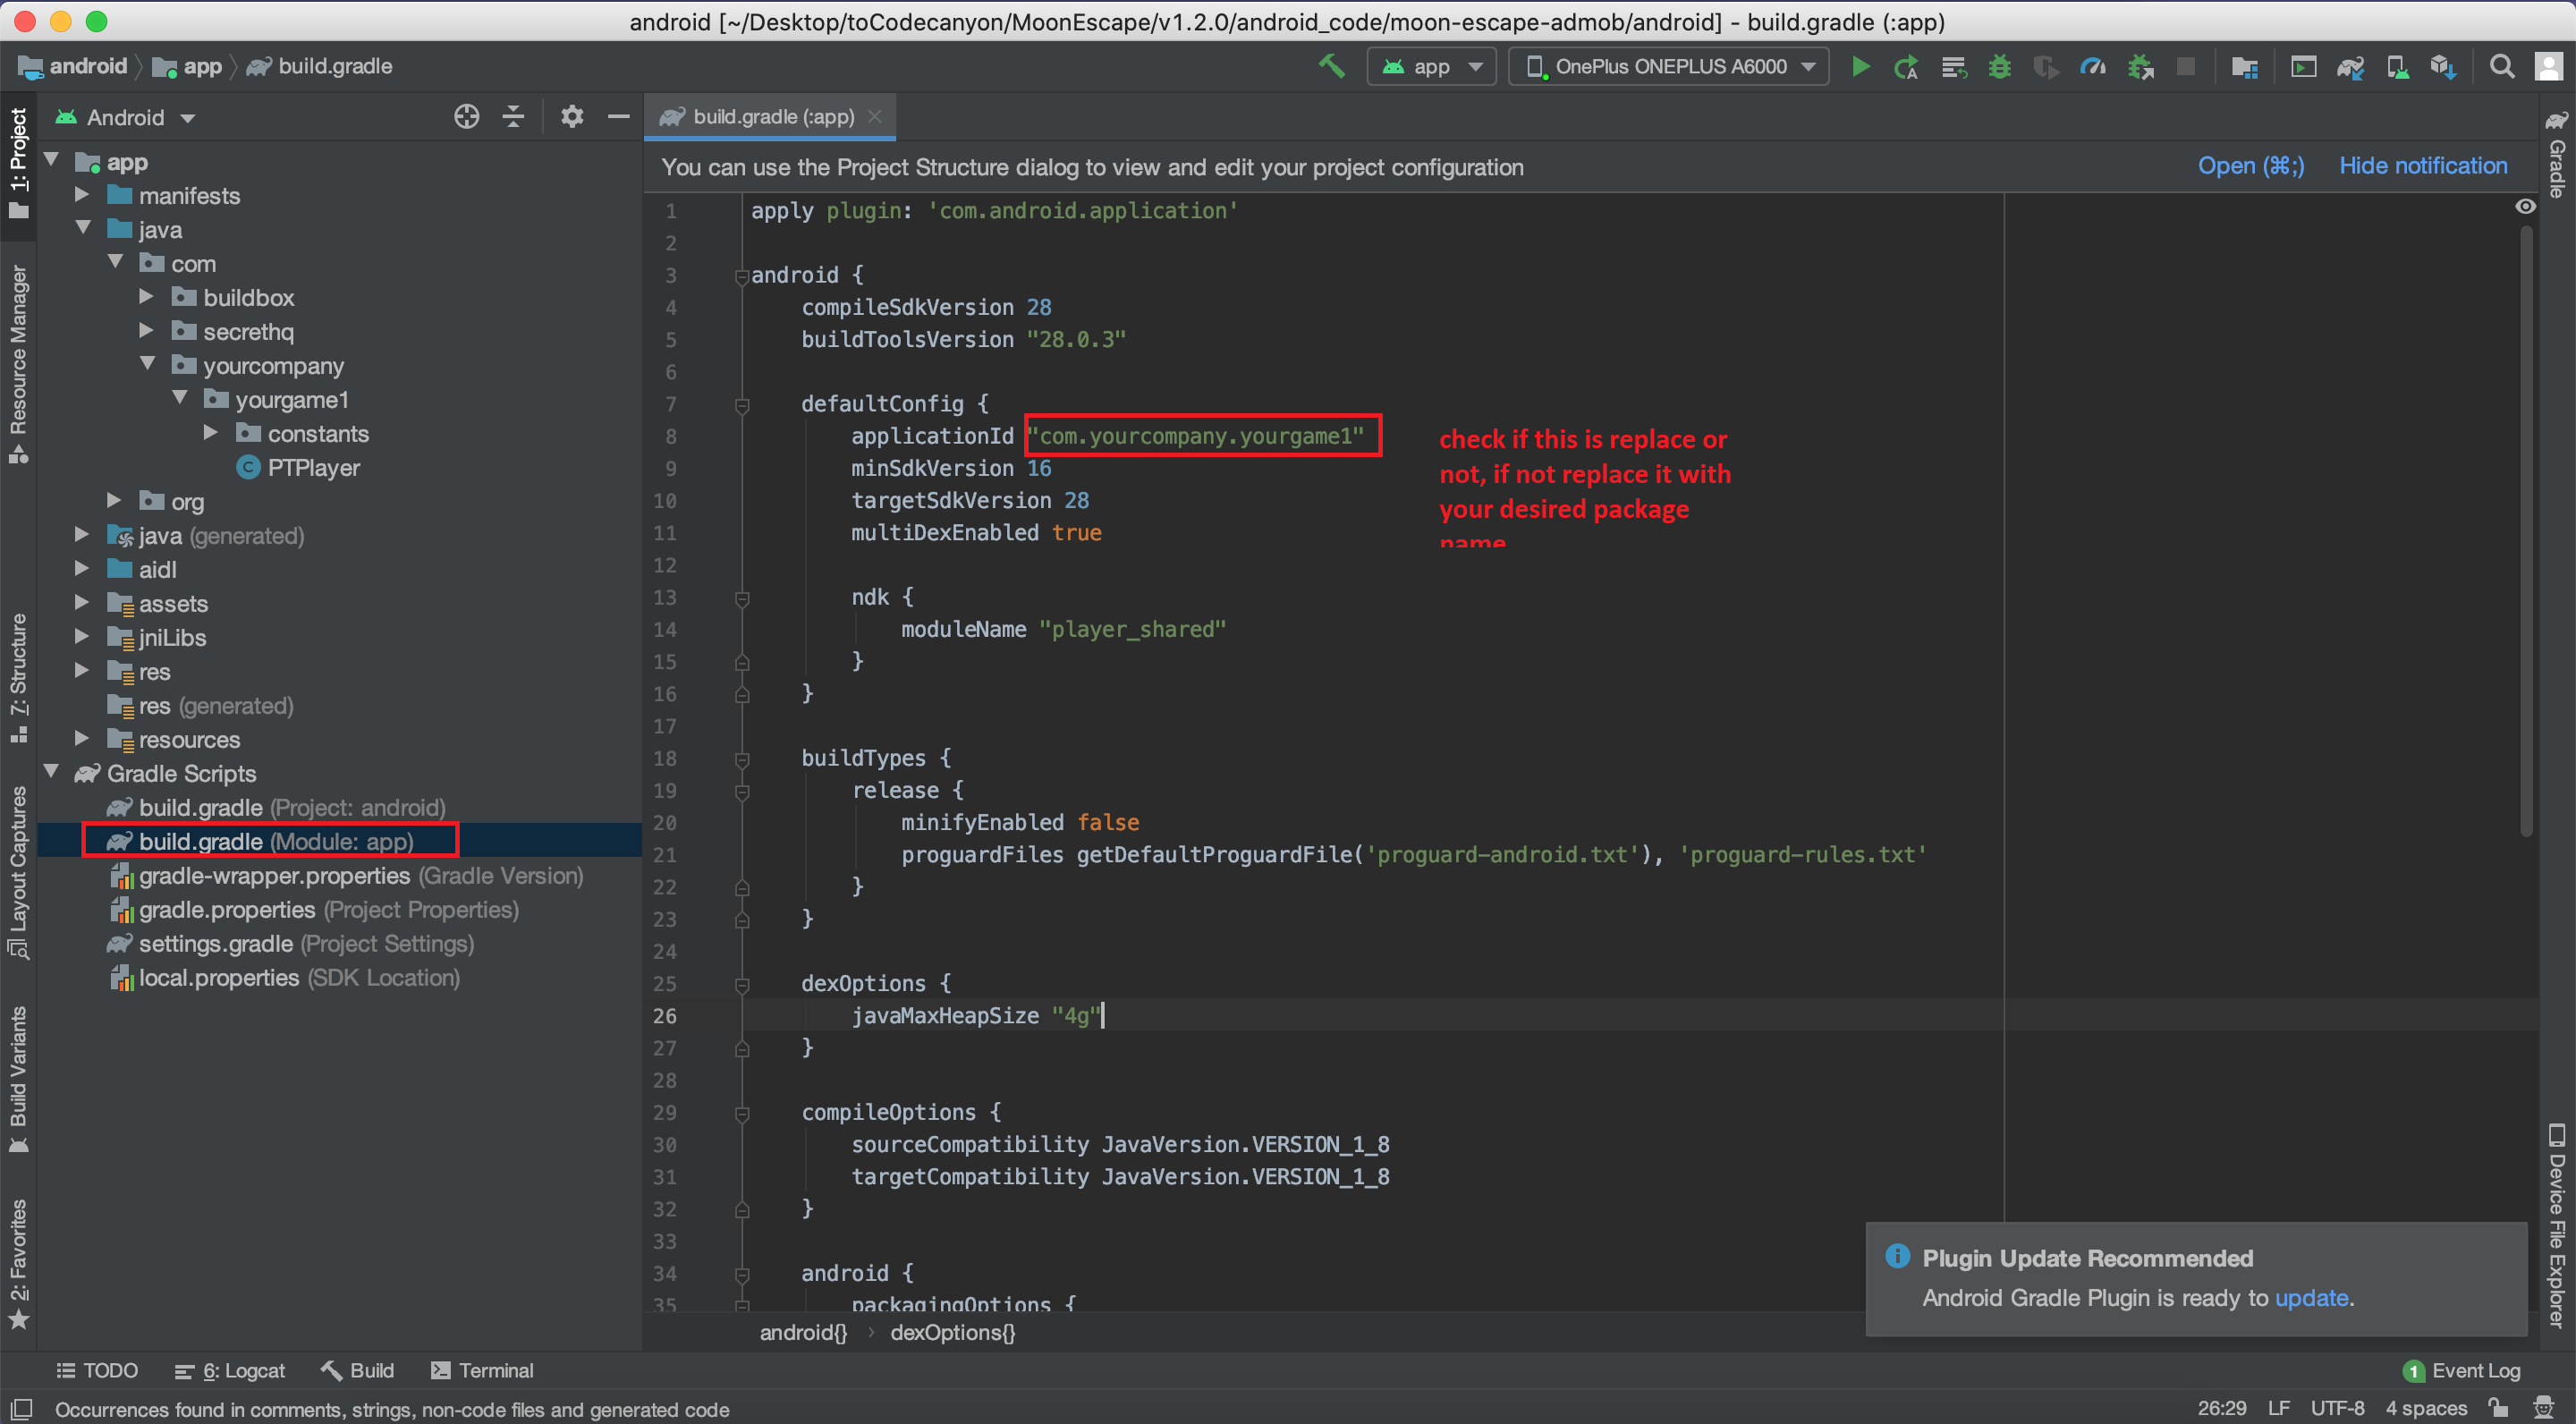 android [~/Desktop/toCodecanyon/MoonEscape/v1.2.0/android_code/moon-escape-admob/android] - build.gradle (:app)
android
app
build.gradle
app
OnePlus ONEPLUS A6000
1: Project
Resource Manager
7: Structure
Layout Captures
Build Variants
2: Favorites
Android
app
manifests
java
com
buildbox
secrethq
yourcompany
yourgame1
constants
C PTPlayer
org
java (generated)
aidl
assets
jniLibs
res
res (generated)
resources
Gradle Scripts
build.gradle (Project: android)
build.gradle (Module: app)
gradle-wrapper.properties (Gradle Version)
gradle.properties (Project Properties)
settings.gradle (Project Settings)
local.properties (SDK Location)
build.gradle (:app)
You can use the Project Structure dialog to view and edit your project configuration
Open (⌘;)
Hide notification
1 apply plugin: 'com.android.application'
2
3 android {
4 compileSdkVersion 28
5 buildToolsVersion "28.0.3"
6
7 defaultConfig {
8 applicationId "com.yourcompany.yourgame1"
9 minSdkVersion 16
10 targetSdkVersion 28
11 multiDexEnabled true
12
13 ndk {
14 moduleName "player_shared"
15 }
16 }
17
18 buildTypes {
19 release {
20 minifyEnabled false
21 proguardFiles getDefaultProguardFile('proguard-android.txt'), 'proguard-rules.txt'
22 }
23 }
24
25 dexOptions {
26 javaMaxHeapSize "4g"
27 }
28
29 compileOptions {
30 sourceCompatibility JavaVersion.VERSION_1_8
31 targetCompatibility JavaVersion.VERSION_1_8
32 }
33
34 android {
35 packagingOptions {
check if this is replace or
not, if not replace it with
your desired package
name
android{}
dexOptions{}
Plugin Update Recommended
Android Gradle Plugin is ready to update.
Gradle
Device File Explorer
TODO
6: Logcat
Build
Terminal
1 Event Log
Occurrences found in comments, strings, non-code files and generated code
26:29 LF UTF-8 4 spaces